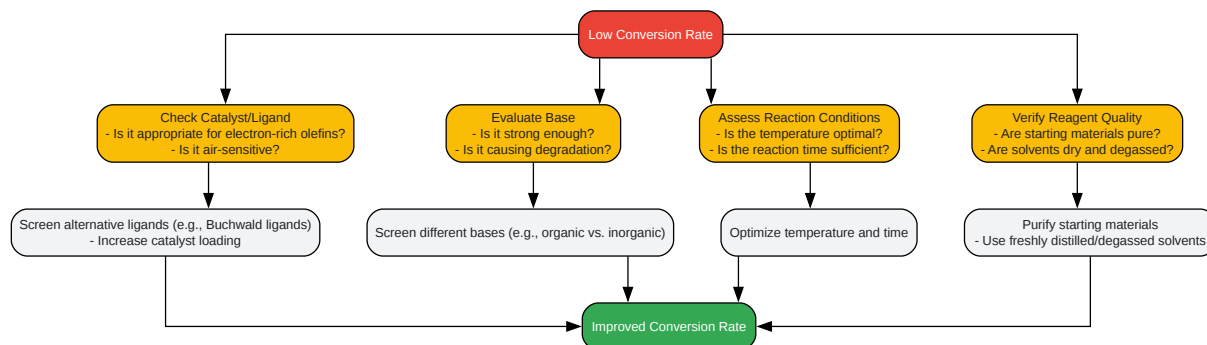 Low Conversion Rate
Check Catalyst/Ligand
- Is it appropriate for electron-rich olefins?
- Is it air-sensitive?
Evaluate Base
- Is it strong enough?
- Is it causing degradation?
Assess Reaction Conditions
- Is the temperature optimal?
- Is the reaction time sufficient?
Verify Reagent Quality
- Are starting materials pure?
- Are solvents dry and degassed?
Screen alternative ligands (e.g., Buchwald ligands)
- Increase catalyst loading
Screen different bases (e.g., organic vs. inorganic)
Optimize temperature and time
Purify starting materials
- Use freshly distilled/degassed solvents
Improved Conversion Rate